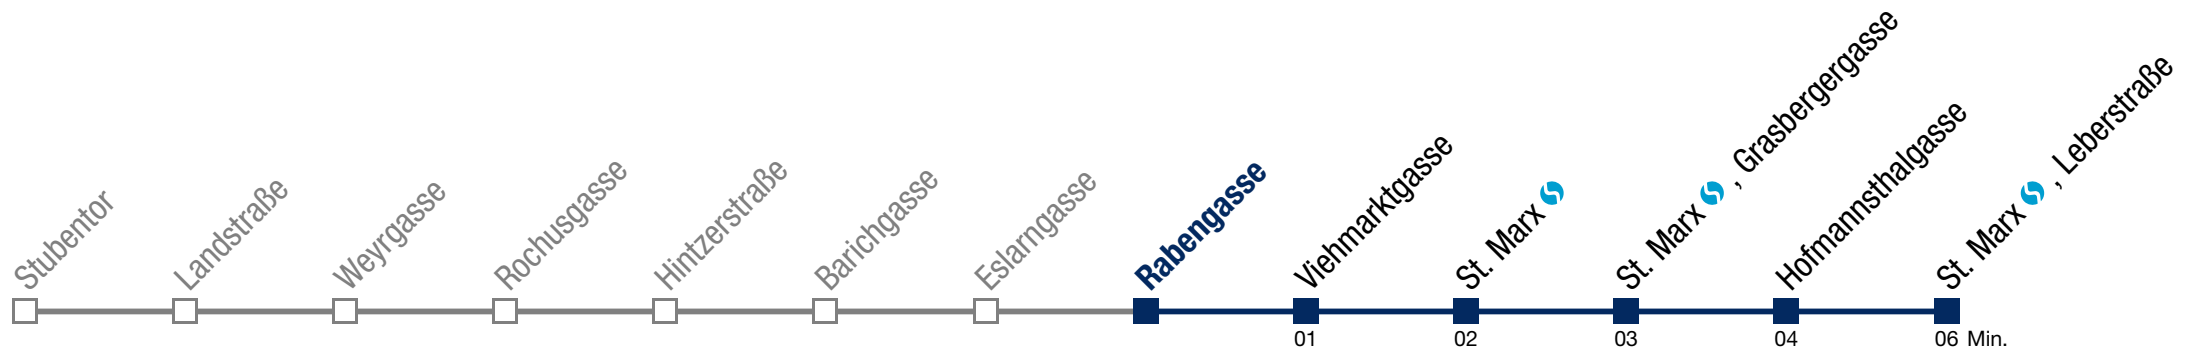 Stubentor
Landstraße
Weyrgasse
Rochusgasse
Hintzerstraße
Barichgasse
Eslarngasse
Rabengasse
Viehmarktgasse
St. Marx
St. Marx , Grasbergergasse
Hofmannsthalgasse
St. Marx , Leberstraße
01 02 03 04 06 Min.